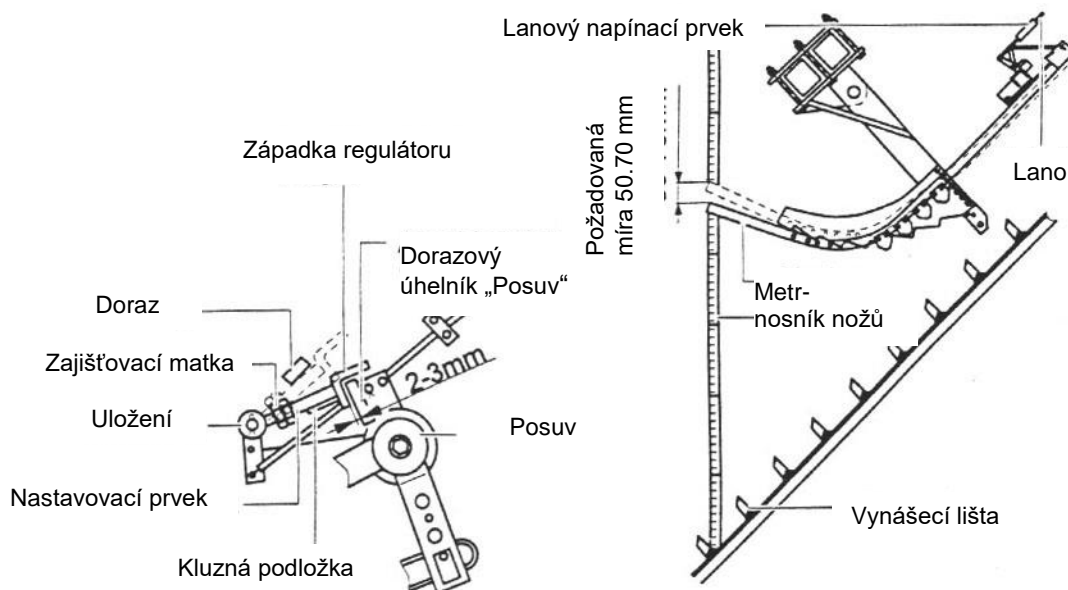 Lanový napínací prvek
Západka regulátoru
Požadovaná
míra 50.70 mm
Lano
Dorazový
úhelník „Posuv“
Doraz
Metr-
nosník nožů
Zajišťovací matka
2-3mm
Uložení
Posuv
Nastavovací prvek
Vynášecí lišta
Kluzná podložka